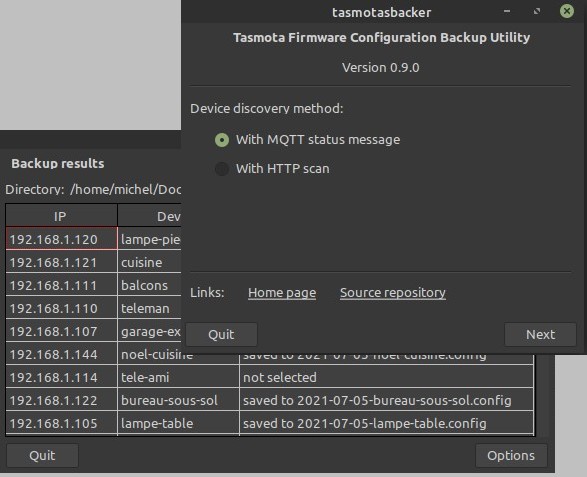 tasmotasbacker
Tasmota Firmware Configuration Backup Utility
Version 0.9.0
Device discovery method:
With MQTT status message
With HTTP scan
Links: Home page Source repository
Quit Next
Backup results
Directory: /home/michel/Doc
IP Dev
192.168.1.120 lampe-pie
192.168.1.121 cuisine
192.168.1.111 balcons
192.168.1.110 teleman
192.168.1.107 garage-ex
192.168.1.144 noel-cuisine saved to 2021-07-05-noel-cuisine.config
192.168.1.114 tele-ami not selected
192.168.1.122 bureau-sous-sol saved to 2021-07-05-bureau-sous-sol.config
192.168.1.105 lampe-table saved to 2021-07-05-lampe-table.config
Quit Options